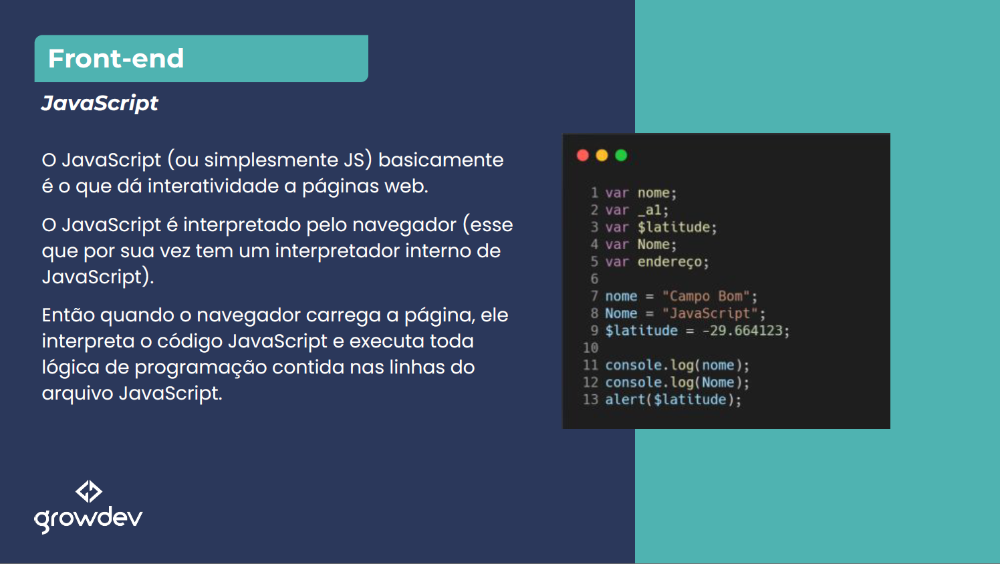 Front-end
JavaScript
O JavaScript (ou simplesmente JS) basicamente
é o que dá interatividade a páginas web.
O JavaScript é interpretado pelo navegador (esse
que por sua vez tem um interpretador interno de
JavaScript).
Então quando o navegador carrega a página, ele
interpreta o código JavaScript e executa toda
lógica de programação contida nas linhas do
arquivo JavaScript.
1 var nome;
2 var _a1;
3 var $latitude;
4 var Nome;
5 var endereço;
6
7 nome = "Campo Bom";
8 Nome = "JavaScript";
9 $latitude = -29.664123;
10
11 console.log(nome);
12 console.log(Nome);
13 alert($latitude);
growdev